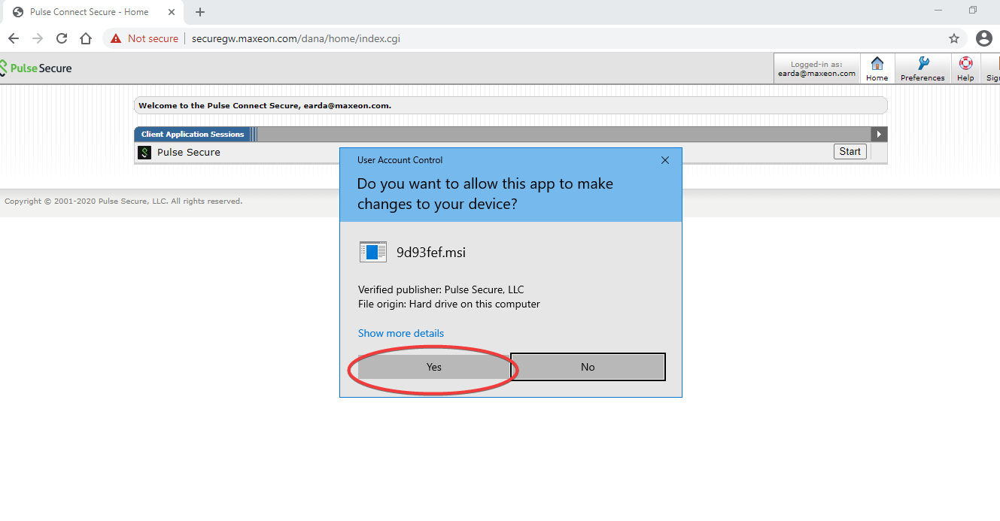 Pulse Connect Secure - Home
Not secure
securegw.maxeon.com/dana/home/index.cgi
Pulse Secure
Logged-in as:
earda@maxeon.com
Home
Preferences
Help
Sig
Welcome to the Pulse Connect Secure, earda@maxeon.com.
Client Application Sessions
Pulse Secure
Start
Copyright © 2001-2020 Pulse Secure, LLC. All rights reserved.
User Account Control
Do you want to allow this app to make
changes to your device?
9d93fef.msi
Verified publisher: Pulse Secure, LLC
File origin: Hard drive on this computer
Show more details
Yes
No